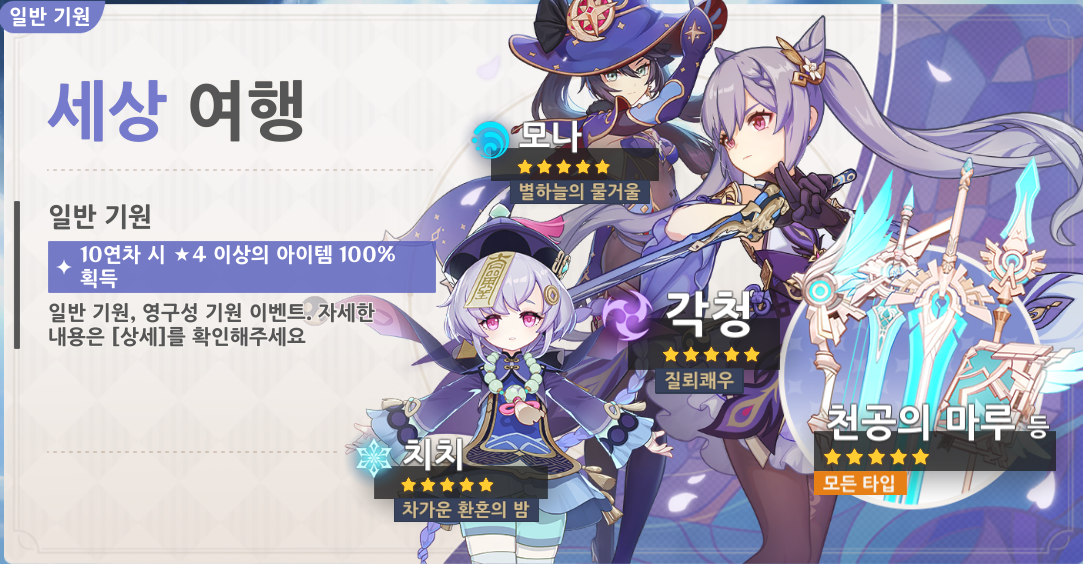 일반 기원
세상 여행
일반 기원
10연차 시 ★4 이상의 아이템 100%
획득
일반 기원, 영구성 기원 이벤트. 자세한
내용은 [상세]를 확인해주세요
모나
★★★★★
별하늘의 물거울
각청
★★★★★
질뢰쾌우
치치
★★★★★
차가운 환혼의 밤
천공의 마루 등
★★★★★
모든 타입